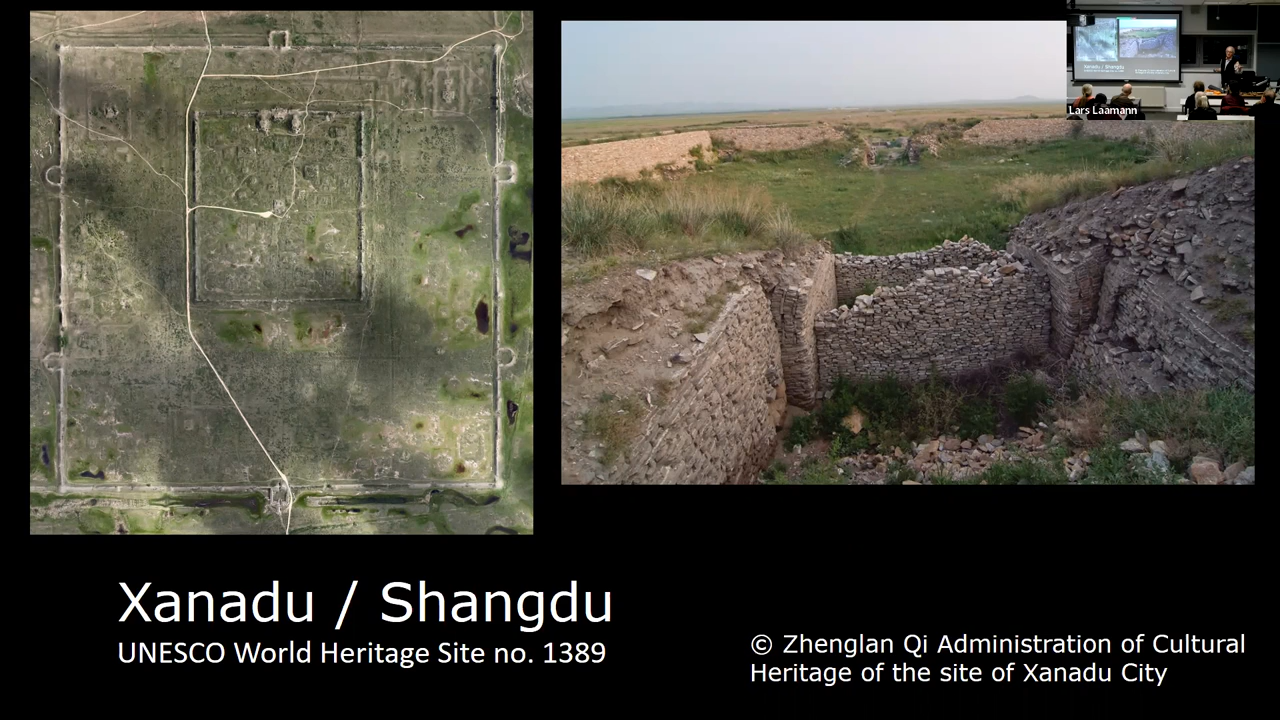 Lars Laamann
Xanadu / Shangdu
UNESCO World Heritage Site no. 1389
© Zhenglan Qi Administration of Cultural
Heritage of the site of Xanadu City